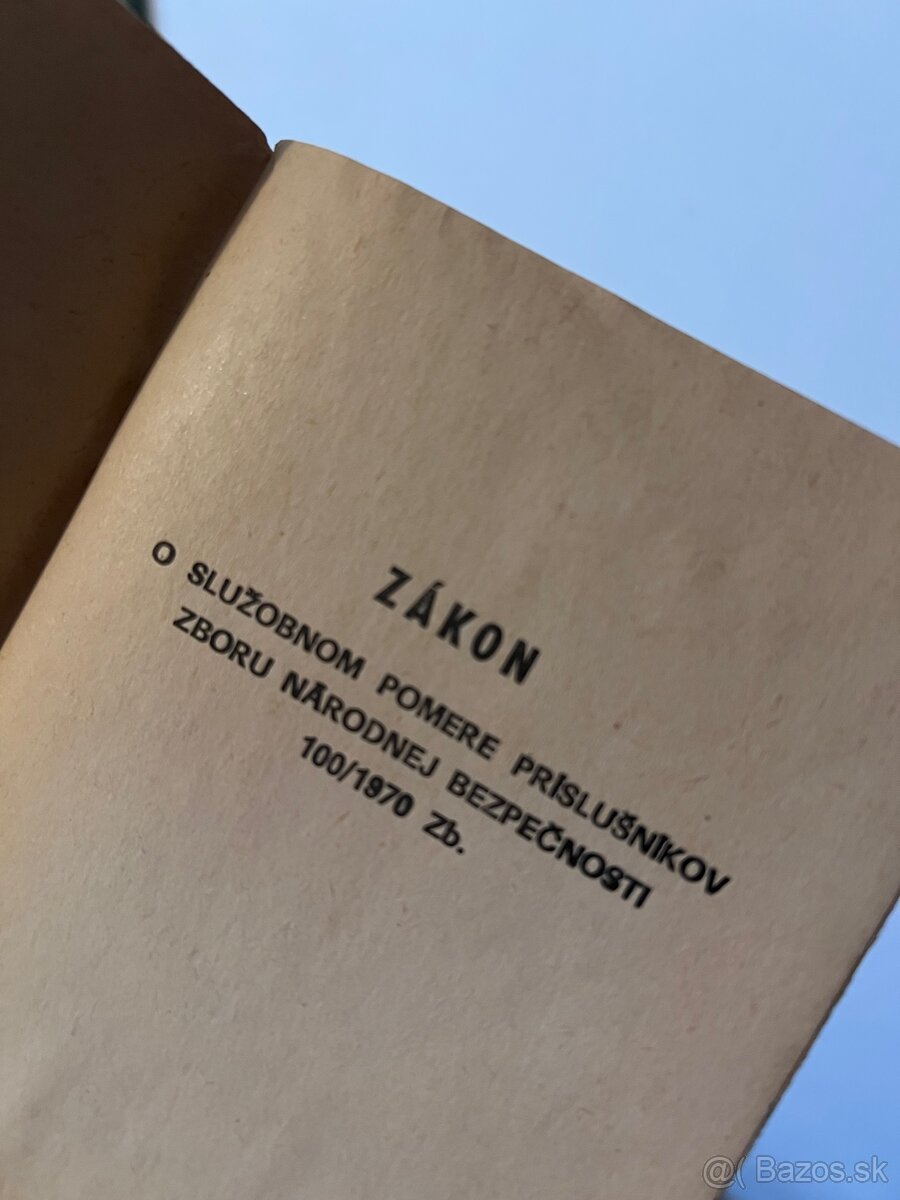 ZÁKON
O SLUŽOBNOM POMERE PRÍSLUŠNÍKOV
ZBORU NÁRODNEJ BEZPEČNOSTI
100/1970 Zb.
@( Bazos.sk